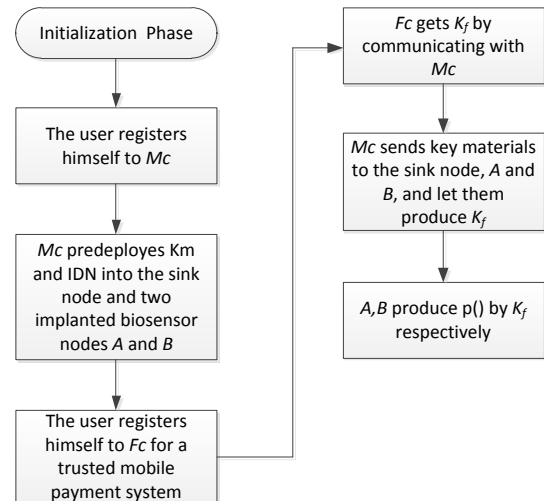 Initialization Phase
The user registers
himself to Mc
Mc predeployes Km
and IDN into the sink
node and two
implanted biosensor
nodes A and B
The user registers
himself to Fc for a
trusted mobile
payment system
Fc gets Kf by
communicating with
Mc
Mc sends key materials
to the sink node, A and
B, and let them
produce Kf
A,B produce p() by Kf
respectively